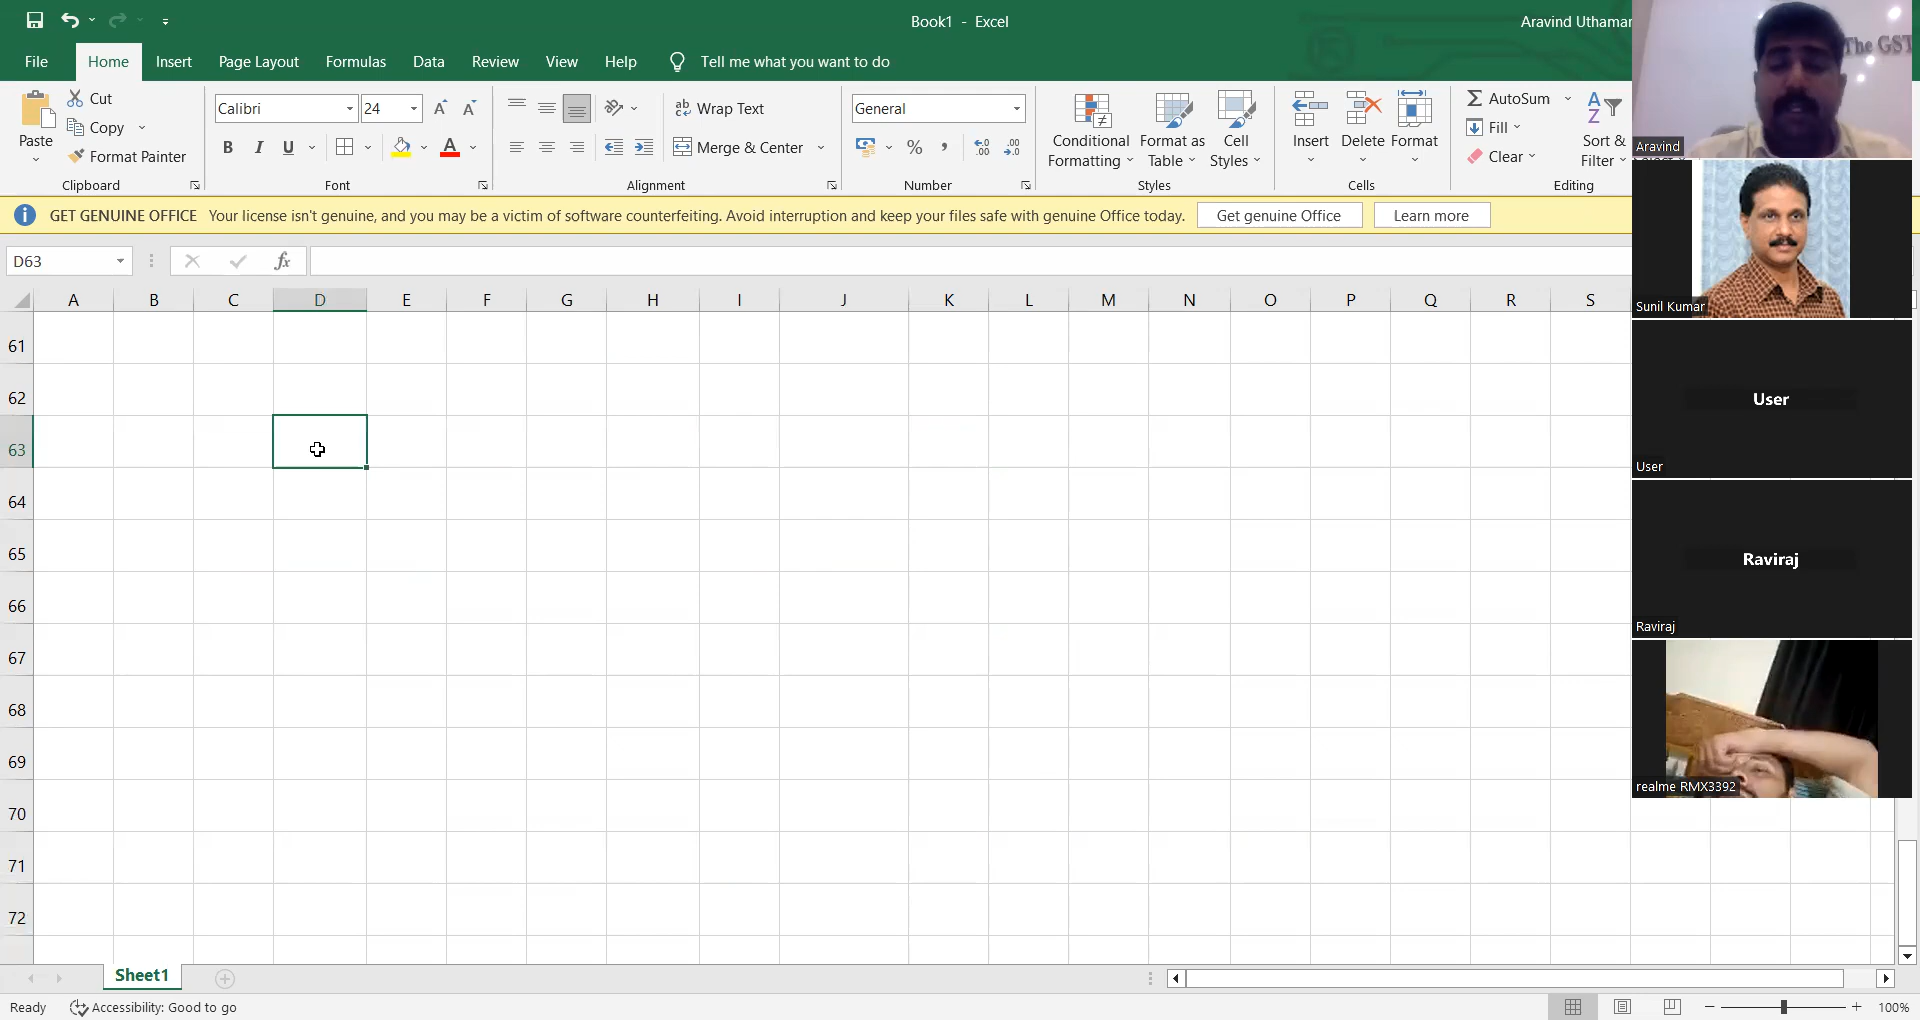 Book1 - Excel
Aravind Uthaman
File Home Insert Page Layout Formulas Data Review View Help Tell me what you want to do
The GST
Paste
Cut
Copy
Format Painter
Clipboard
Calibri 24
A A
B I U A
Font
ab Wrap Text
Merge & Center
Alignment
General
% ,
Number
Conditional Formatting
Format as Table
Cell Styles
Styles
Insert Delete Format
Cells
AutoSum
Fill
Clear
Sort & Filter
Editing
GET GENUINE OFFICE Your license isn't genuine, and you may be a victim of software counterfeiting. Avoid interruption and keep your files safe with genuine Office today. Get genuine Office Learn more
D63 fx
A B C D E F G H I J K L M N O P Q R S
61
62
63
64
65
66
67
68
69
70
71
72
Aravind
Sunil Kumar
User
User
Raviraj
Raviraj
realme RMX3392
Sheet1
Ready Accessibility: Good to go 100%